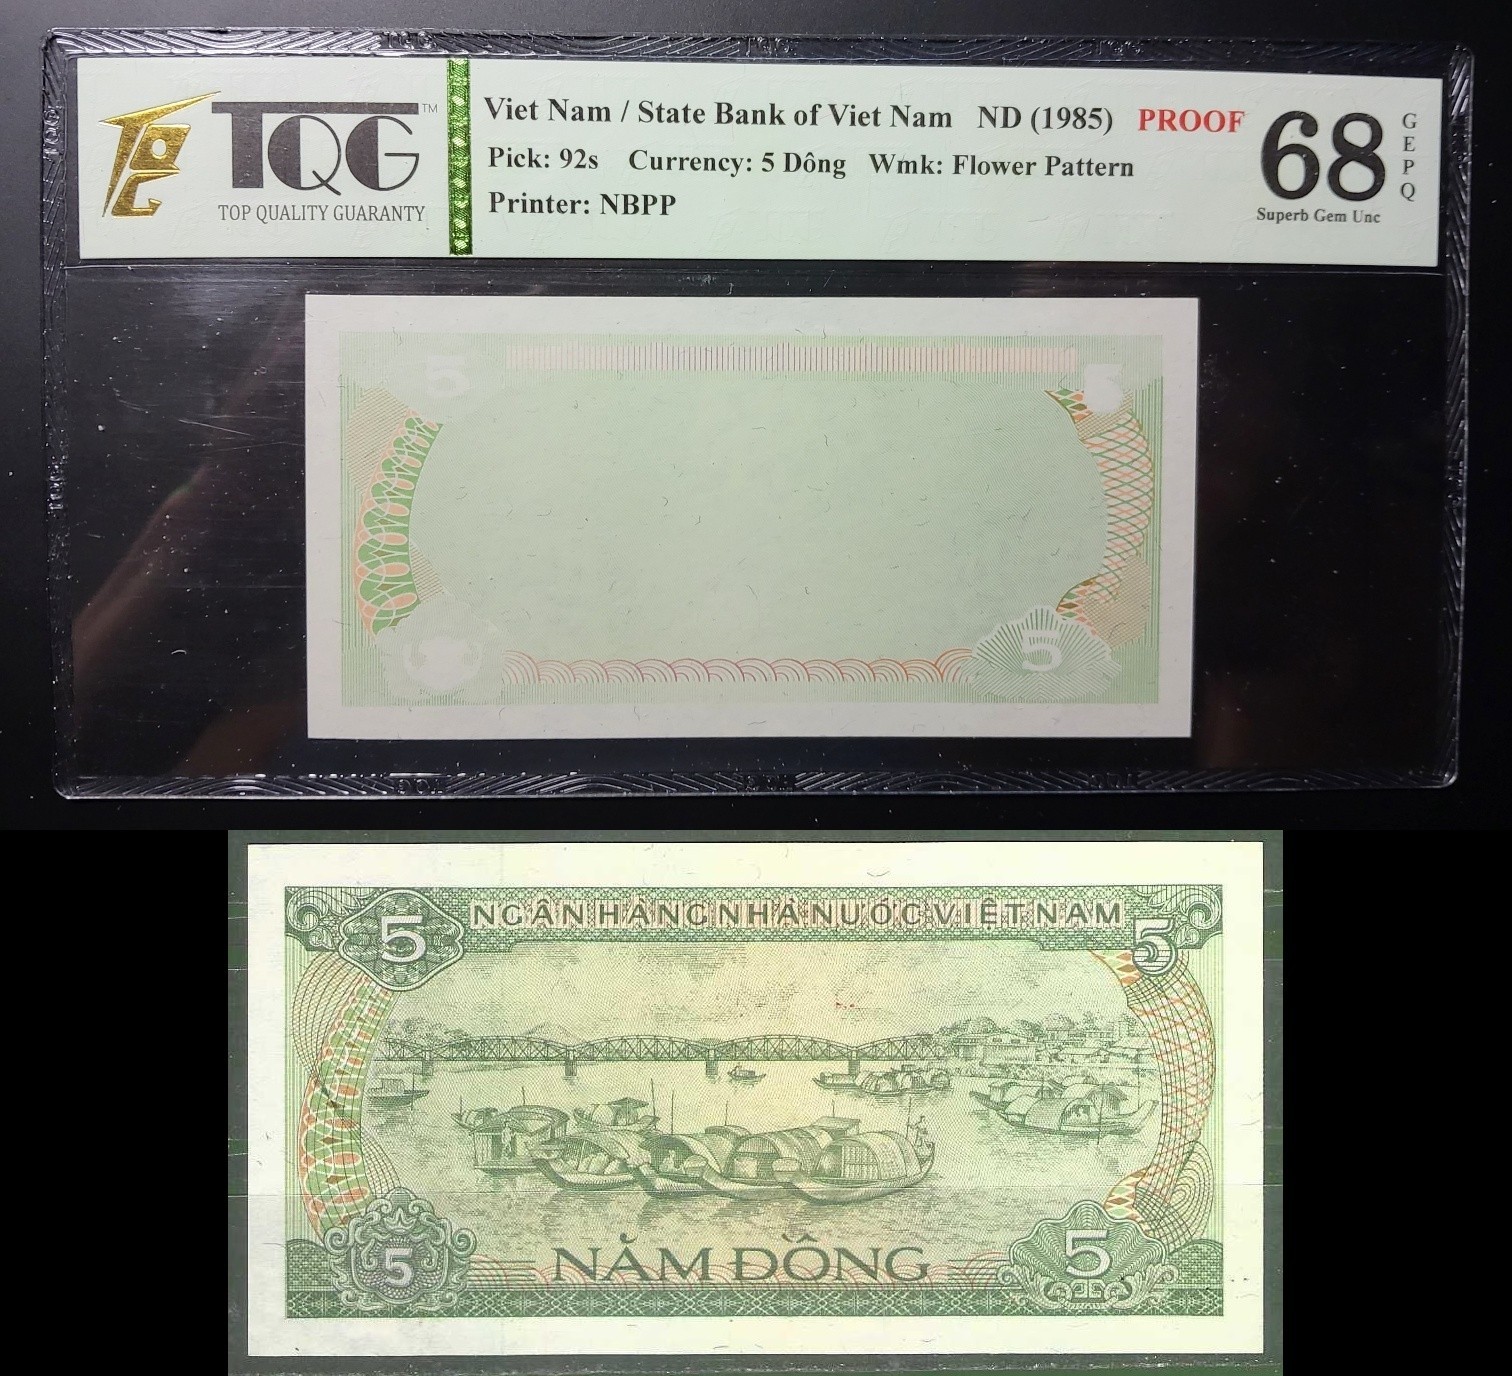 TQG™
TOP QUALITY GUARANTY
Viet Nam / State Bank of Viet Nam ND (1985) PROOF
Pick: 92s Currency: 5 Dông Wmk: Flower Pattern
Printer: NBPP
68
GEPQ
Superb Gem Unc
5 5
5
5 NGÂN HÀNG NHÀ NƯỚC VIỆT NAM 5
5 NĂM ĐỒNG 5